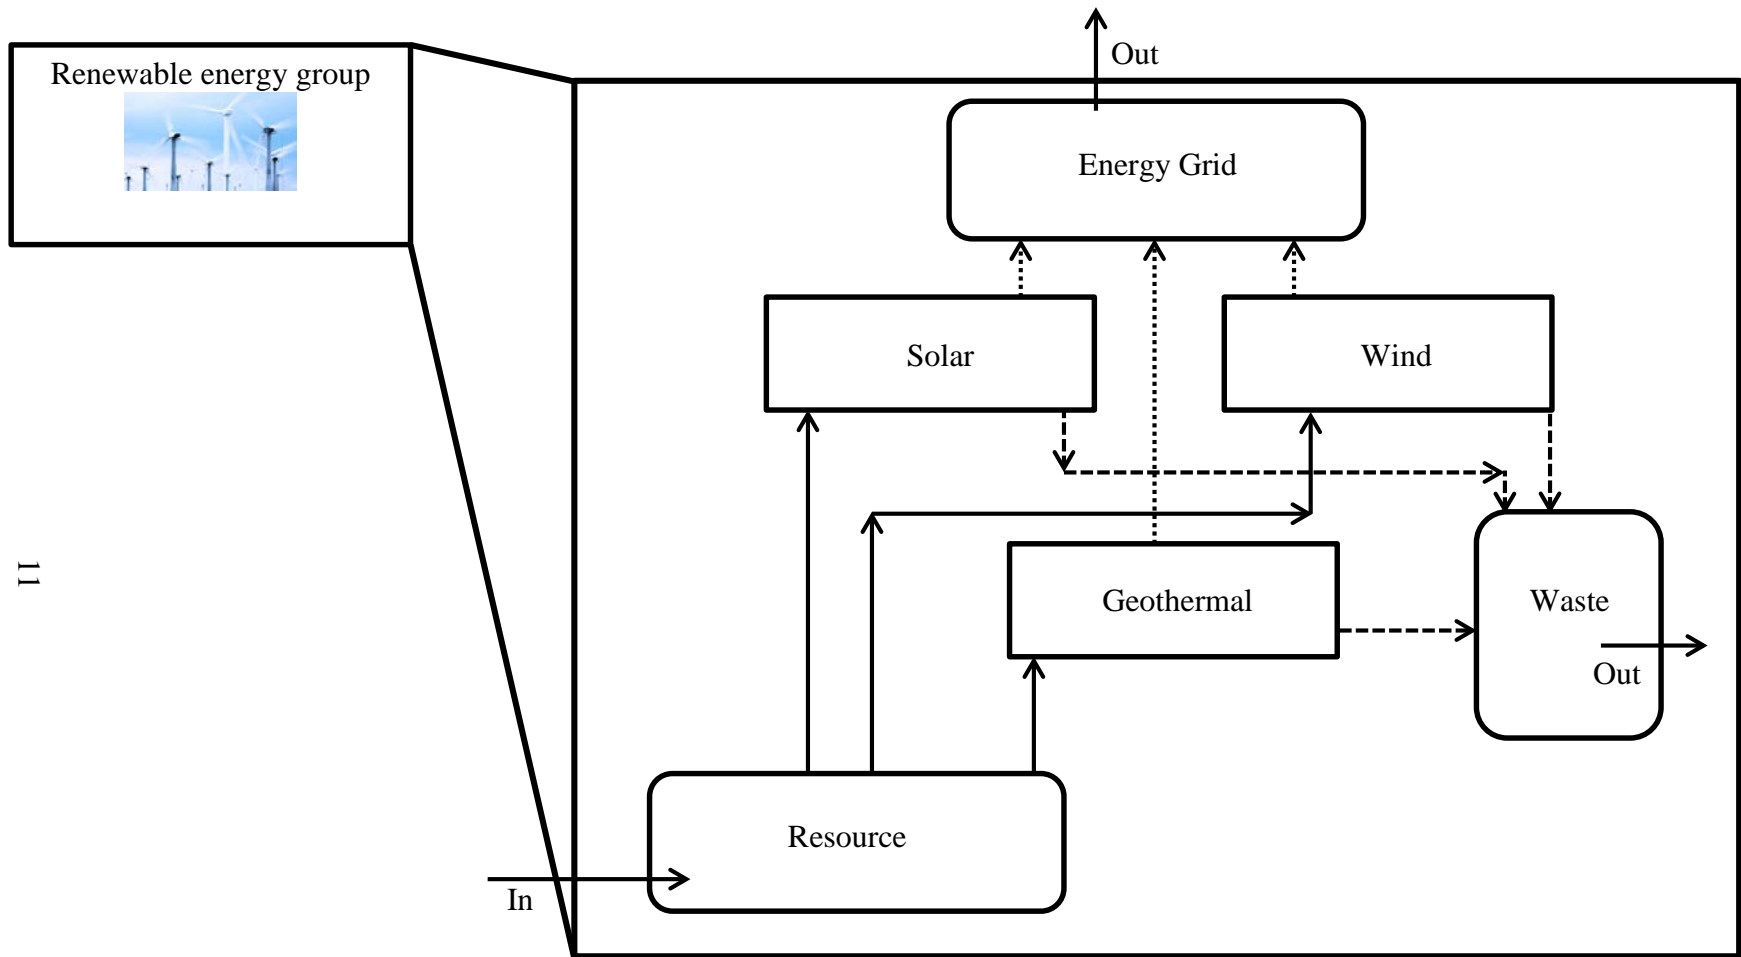 Renewable energy group
Out
Energy Grid
Solar
Wind
Geothermal
Waste
Out
Resource
In
11